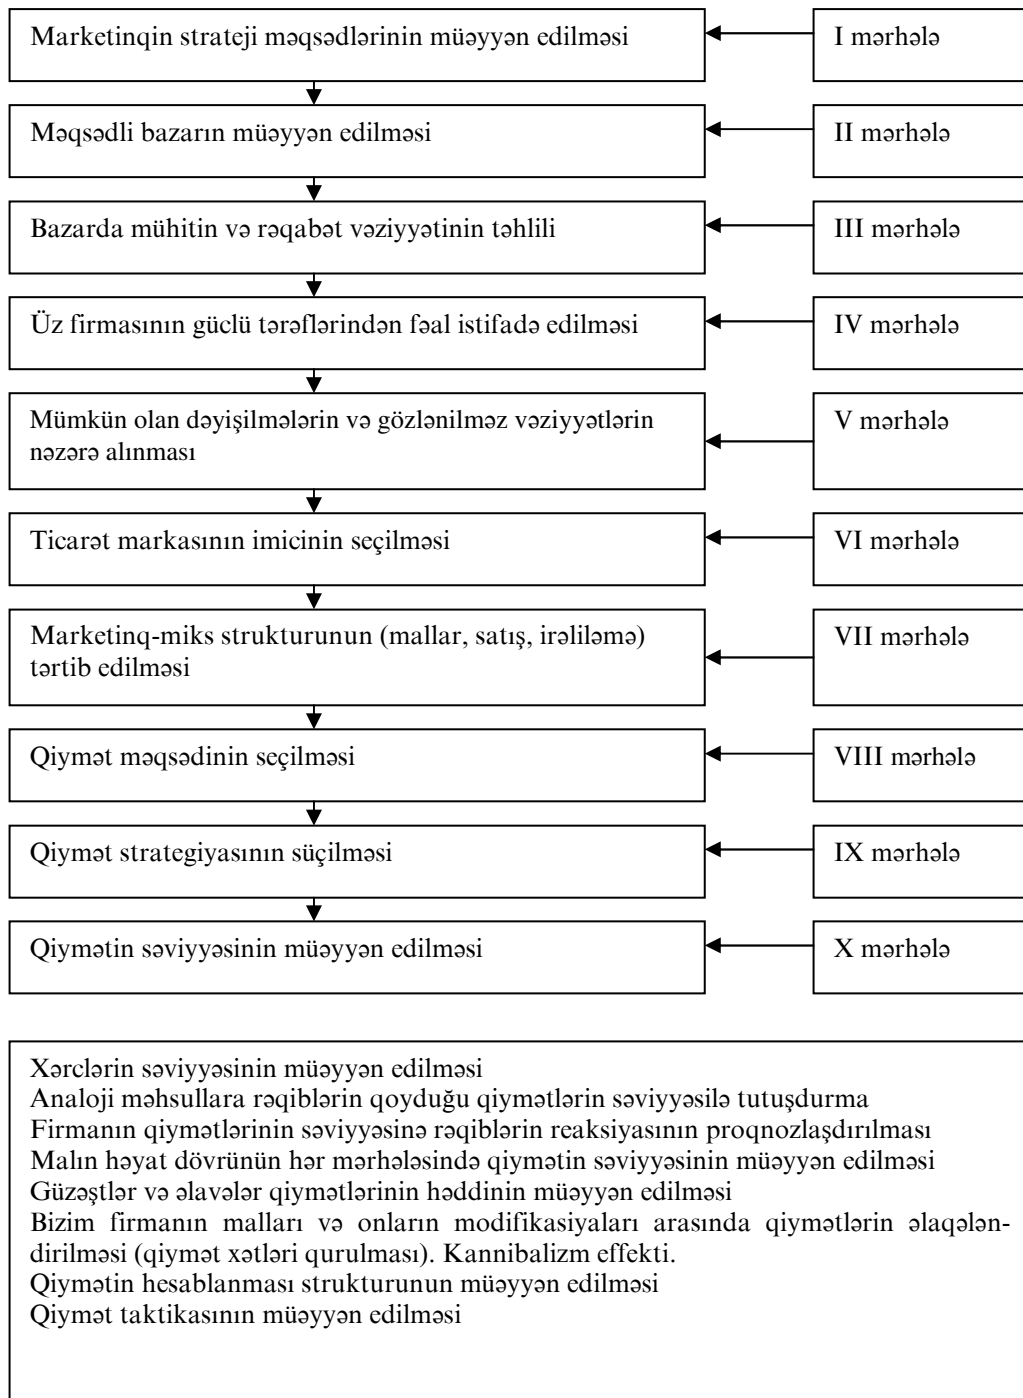 Marketinqin strateji məqsədlərinin müəyyən edilməsi
I mərhələ
Məqsədli bazarın müəyyən edilməsi
II mərhələ
Bazarda mühitin və rəqabət vəziyyətinin təhlili
III mərhələ
Üz firmasının güclü tərəflərindən fəal istifadə edilməsi
IV mərhələ
Mümkün olan dəyişilmələrin və gözlənilməz vəziyyətlərin
nəzərə alınması
V mərhələ
Ticarət markasının imicinin seçilməsi
VI mərhələ
Marketinq-miks strukturunun (mallar, satış, irəliləmə)
tərtib edilməsi
VII mərhələ
Qiymət məqsədinin seçilməsi
VIII mərhələ
Qiymət strategiyasının süçilməsi
IX mərhələ
Qiymətin səviyyəsinin müəyyən edilməsi
X mərhələ
Xərclərin səviyyəsinin müəyyən edilməsi
Analoji məhsullara rəqiblərin qoyduğu qiymətlərin səviyyəsilə tutuşdurma
Firmanın qiymətlərinin səviyyəsinə rəqiblərin reaksiyasının proqnozlaşdırılması
Malın həyat dövrünün hər mərhələsində qiymətin səviyyəsinin müəyyən edilməsi
Güzəştlər və əlavələr qiymətlərinin həddinin müəyyən edilməsi
Bizim firmanın malları və onların modifikasiyaları arasında qiymətlərin əlaqələn-
dirilməsi (qiymət xətləri qurulması). Kannibalizm effekti.
Qiymətin hesablanması strukturunun müəyyən edilməsi
Qiymət taktikasının müəyyən edilməsi